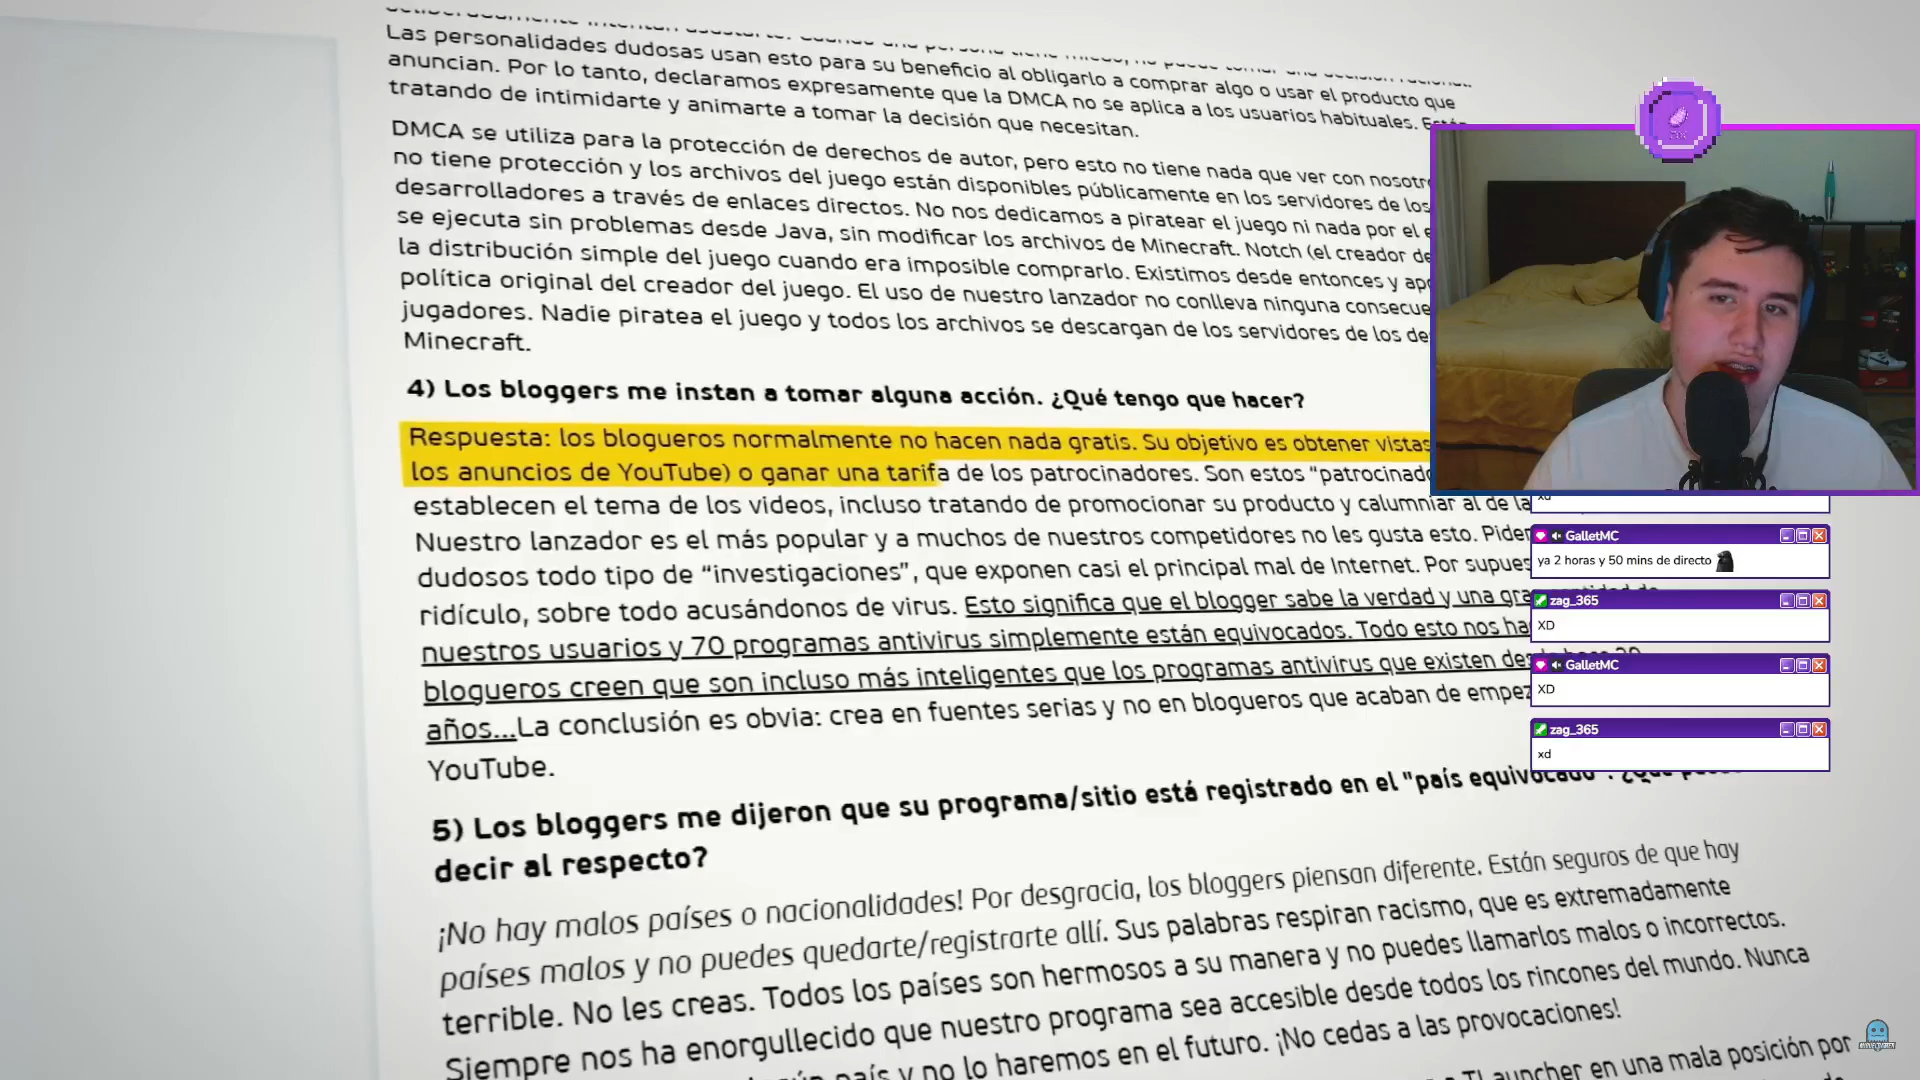 Las personalidades dudosas usan esto para su beneficio al obligarlo a comprar algo o usar el producto que
anuncian. Por lo tanto, declaramos expresamente que la DMCA no se aplica a los usuarios habituales. Están
tratando de intimidarte y animarte a tomar la decisión que necesitan.
DMCA se utiliza para la protección de derechos de autor, pero esto no tiene nada que ver con nosotr
no tiene protección y los archivos del juego están disponibles públicamente en los servidores de los
desarrolladores a través de enlaces directos. No nos dedicamos a piratear el juego ni nada por el e
se ejecuta sin problemas desde Java, sin modificar los archivos de Minecraft. Notch (el creador de
la distribución simple del juego cuando era imposible comprarlo. Existimos desde entonces y apo
política original del creador del juego. El uso de nuestro lanzador no conlleva ninguna consecue
jugadores. Nadie piratea el juego y todos los archivos se descargan de los servidores de los de
Minecraft.
4) Los bloggers me instan a tomar alguna acción. ¿Qué tengo que hacer?
Respuesta: los blogueros normalmente no hacen nada gratis. Su objetivo es obtener vistas
los anuncios de YouTube) o ganar una tarifa de los patrocinadores. Son estos “patrocinado
establecen el tema de los videos, incluso tratando de promocionar su producto y calumniar al de la
Nuestro lanzador es el más popular y a muchos de nuestros competidores no les gusta esto. Piden
dudosos todo tipo de “investigaciones”, que exponen casi el principal mal de Internet. Por supues
ridículo, sobre todo acusándonos de virus. Esto significa que el blogger sabe la verdad y una gran cantidad de
nuestros usuarios y 70 programas antivirus simplemente están equivocados. Todo esto nos ha
blogueros creen que son incluso más inteligentes que los programas antivirus que existen desde hace 20
años...La conclusión es obvia: crea en fuentes serias y no en blogueros que acaban de empez
YouTube.
5) Los bloggers me dijeron que su programa/sitio está registrado en el "país equivocado". ¿Qué
decir al respecto?
¡No hay malos países o nacionalidades! Por desgracia, los bloggers piensan diferente. Están seguros de que hay
países malos y no puedes quedarte/registrarte allí. Sus palabras respiran racismo, que es extremadamente
terrible. No les creas. Todos los países son hermosos a su manera y no puedes llamarlos malos o incorrectos.
Siempre nos ha enorgullecido que nuestro programa sea accesible desde todos los rincones del mundo. Nunca
país y no lo haremos en el futuro. ¡No cedas a las provocaciones!
TLauncher en una mala posición por
xd
GalletMC
ya 2 horas y 50 mins de directo
zag_365
XD
GalletMC
XD
zag_365
xd